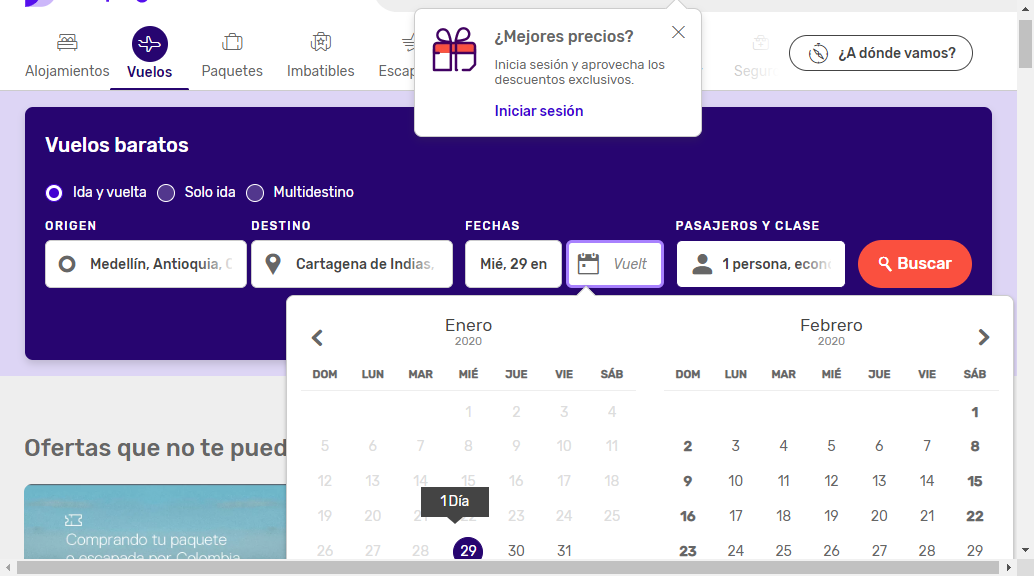 ¿Mejores precios?
Inicia sesión y aprovecha los
descuentos exclusivos.
Iniciar sesión
Alojamientos
Vuelos
Paquetes
Imbatibles
Escap
Segur
¿A dónde vamos?
Vuelos baratos
Ida y vuelta
Solo ida
Multidestino
ORIGEN
DESTINO
FECHAS
PASAJEROS Y CLASE
Medellín, Antioquia, C
Cartagena de Indias,
Mié, 29 en
Vuelt
1 persona, econ
Buscar
Enero
2020
DOM LUN MAR MIÉ JUE VIE SÁB
1 2 3 4
5 6 7 8 9 10 11
12 13 14 15 16 17 18
1 Día
19 20 21 22 23 24 25
26 27 28 29 30 31
Febrero
2020
DOM LUN MAR MIÉ JUE VIE SÁB
1
2 3 4 5 6 7 8
9 10 11 12 13 14 15
16 17 18 19 20 21 22
23 24 25 26 27 28 29
Ofertas que no te pued
Comprando tu paquete
o escapada por Colombia